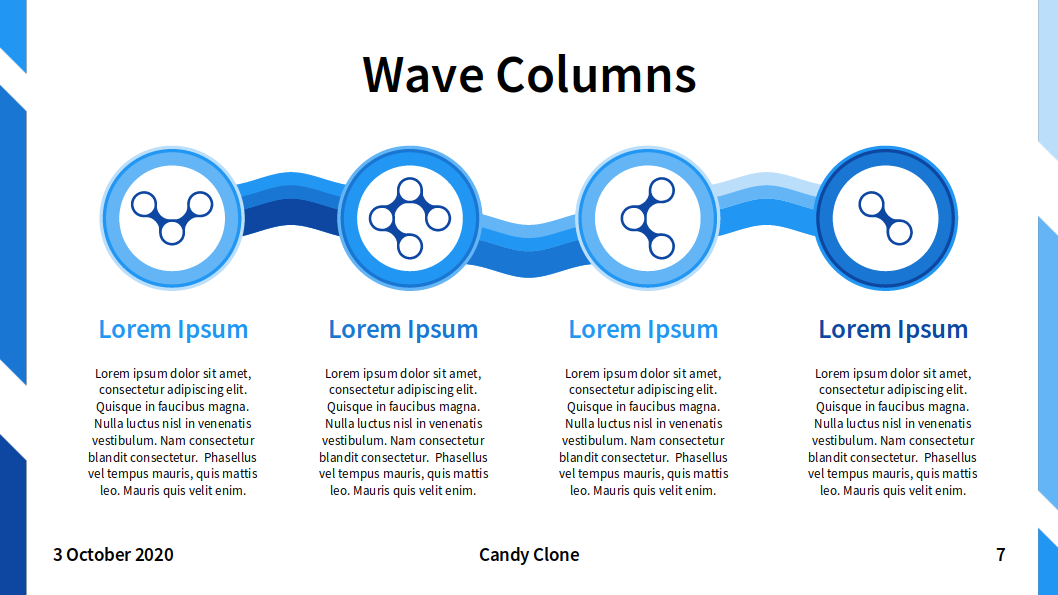 Wave Columns
Lorem Ipsum
Lorem ipsum dolor sit amet,
consectetur adipiscing elit.
Quisque in faucibus magna.
Nulla luctus nisl in venenatis
vestibulum. Nam consectetur
blandit consectetur.  Phasellus
vel tempus mauris, quis mattis
leo. Mauris quis velit enim.
Lorem Ipsum
Lorem ipsum dolor sit amet,
consectetur adipiscing elit.
Quisque in faucibus magna.
Nulla luctus nisl in venenatis
vestibulum. Nam consectetur
blandit consectetur.  Phasellus
vel tempus mauris, quis mattis
leo. Mauris quis velit enim.
Lorem Ipsum
Lorem ipsum dolor sit amet,
consectetur adipiscing elit.
Quisque in faucibus magna.
Nulla luctus nisl in venenatis
vestibulum. Nam consectetur
blandit consectetur.  Phasellus
vel tempus mauris, quis mattis
leo. Mauris quis velit enim.
Lorem Ipsum
Lorem ipsum dolor sit amet,
consectetur adipiscing elit.
Quisque in faucibus magna.
Nulla luctus nisl in venenatis
vestibulum. Nam consectetur
blandit consectetur.  Phasellus
vel tempus mauris, quis mattis
leo. Mauris quis velit enim.
3 October 2020
Candy Clone
7